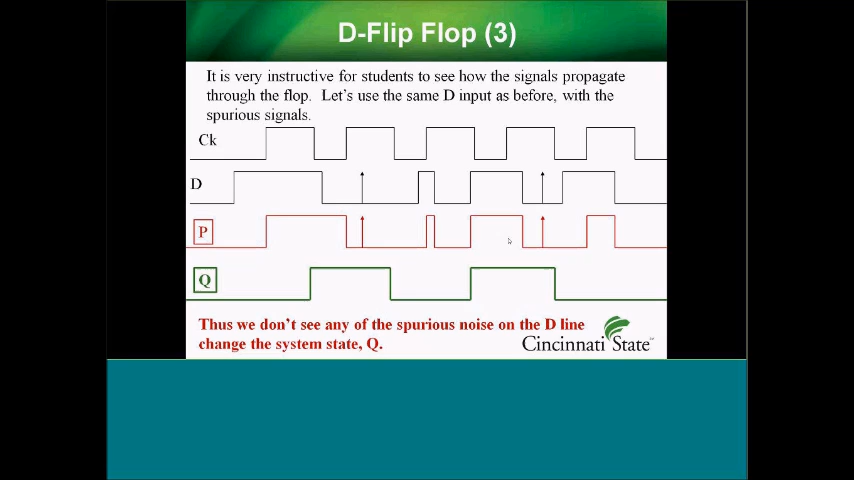 D-Flip Flop (3)
It is very instructive for students to see how the signals propagate
through the flop. Let's use the same D input as before, with the
spurious signals.
Ck
D
P
Q
Thus we don't see any of the spurious noise on the D line
change the system state, Q.
Cincinnati State